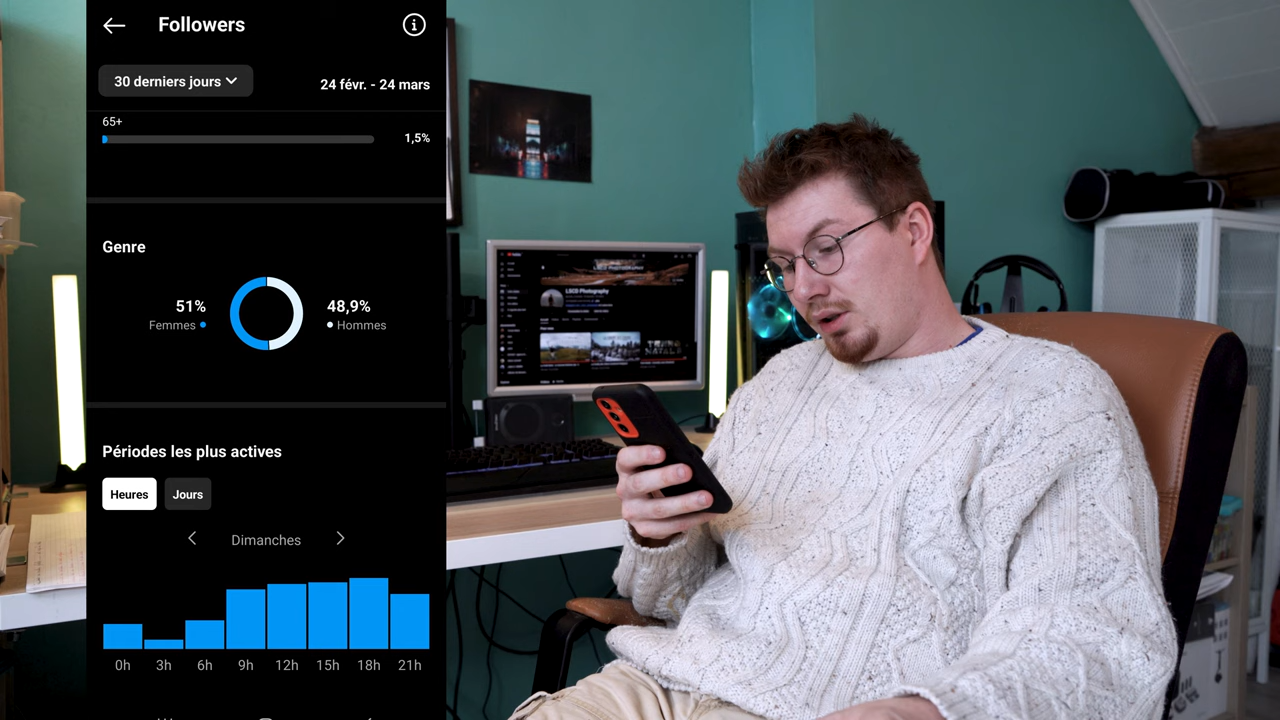 Followers
30 derniers jours
24 févr. - 24 mars
65+
1,5%
Genre
51%
Femmes
48,9%
Hommes
Périodes les plus actives
Heures
Jours
Dimanches
0h 3h 6h 9h 12h 15h 18h 21h
LOCO Photography